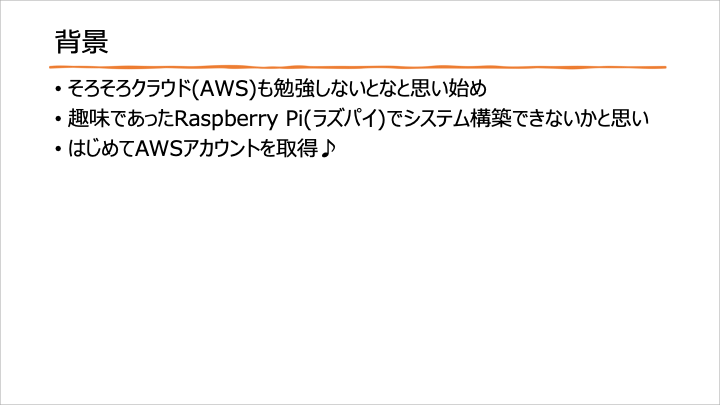 背景
• そろそろクラウド(AWS)も勉強しないとなと思い始め
• 趣味であったRaspberry Pi(ラズパイ)でシステム構築できないかと思い
• はじめてAWSアカウントを取得♪